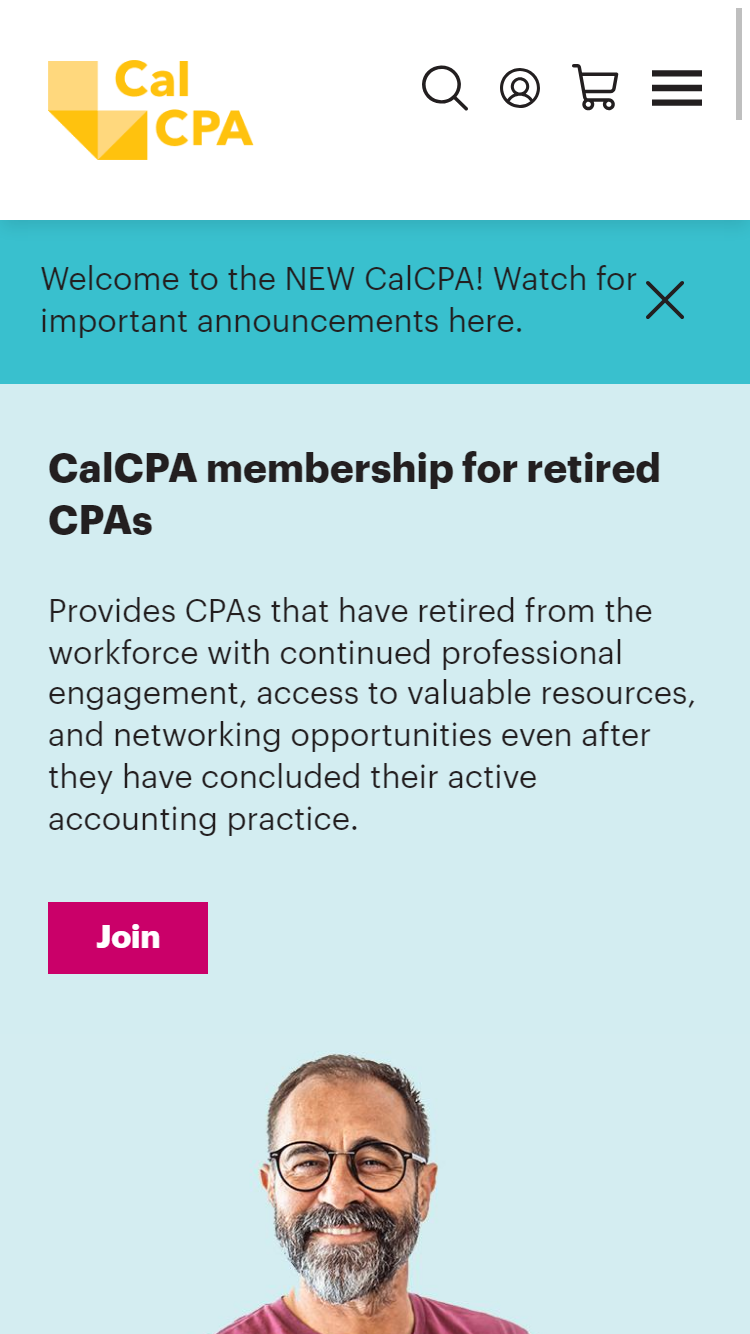 Cal
CPA
Welcome to the NEW CalCPA! Watch for
important announcements here.
CalCPA membership for retired
CPAs
Provides CPAs that have retired from the
workforce with continued professional
engagement, access to valuable resources,
and networking opportunities even after
they have concluded their active
accounting practice.
Join